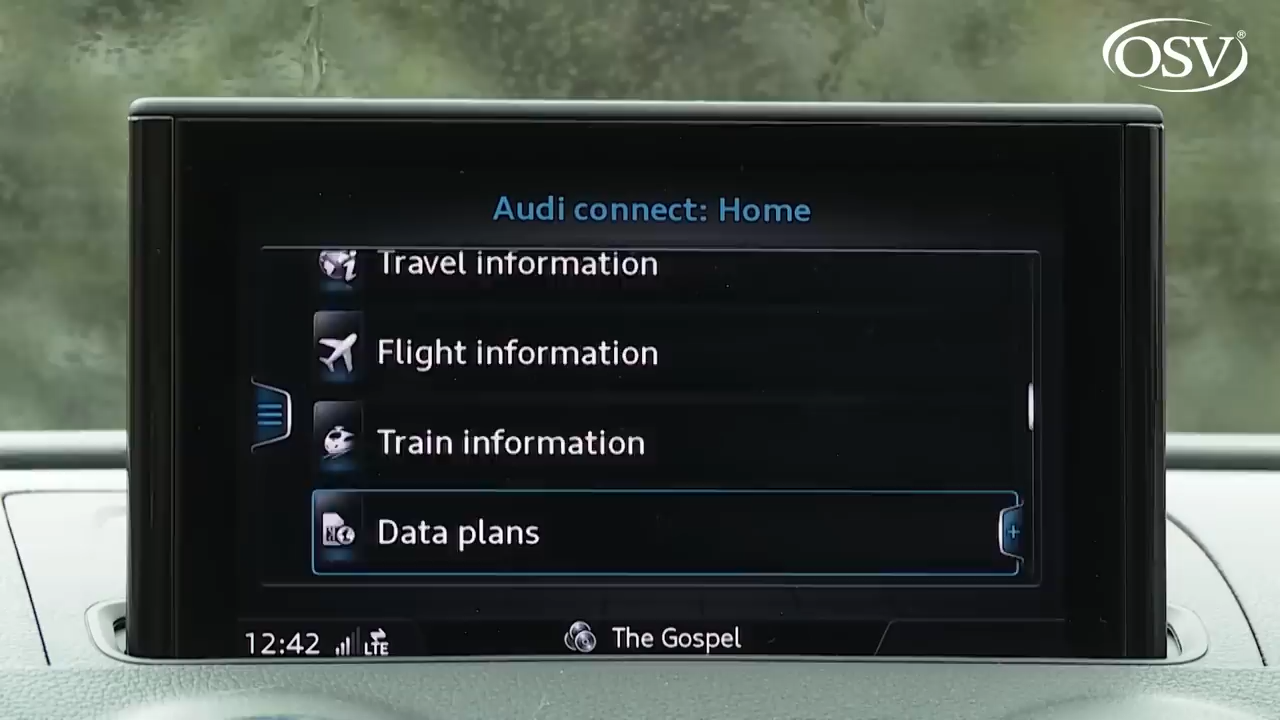 OSV®
Audi connect: Home
Travel information
Flight information
Train information
Data plans
12:42 LTE The Gospel